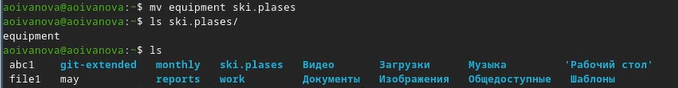 aoivanova@aoivanova:~$ mv equipment ski.plases
aoivanova@aoivanova:~$ ls ski.plases/
equipment
aoivanova@aoivanova:~$ ls
abc1 git-extended monthly ski.plases Видео Загрузки Музыка 'Рабочий стол'
file1 may reports work Документы Изображения Общедоступные Шаблоны